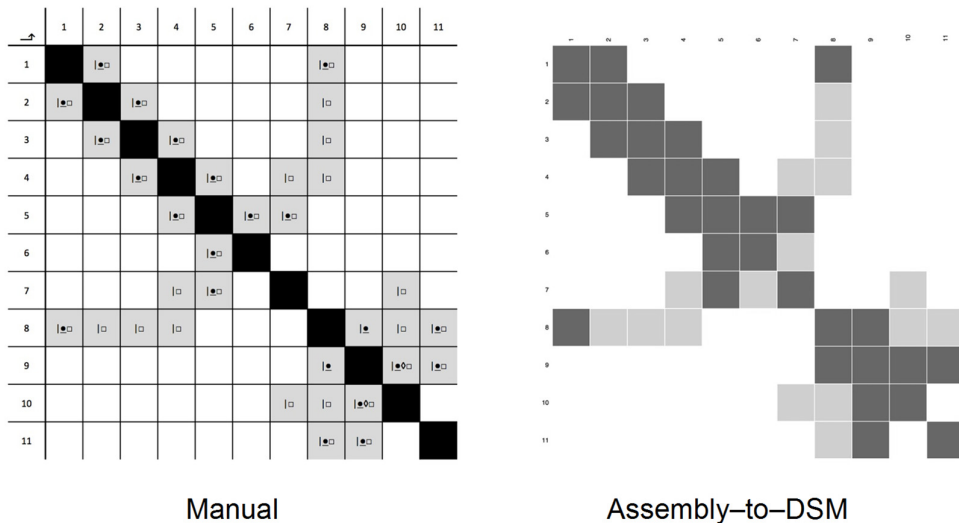 1 2 3 4 5 6 7 8 9 10 11
1 |●□ |●□
2 |●□ |●□ |□
3 |●□ |●□ |□
4 |●□ |●□ |□ |□
5 |●□ |●□ |●□
6 |●□
7 |□ |●□ |□
8 |●□ |□ |□ |□ |● |□ |●□
9 |● |●◊□ |●□
10 |□ |□ |●◊□
11 |●□ |●□
Manual
1 2 3 4 5 6 7 8 9 10 11
1
2
3
4
5
6
7
8
9
10
11
Assembly–to–DSM